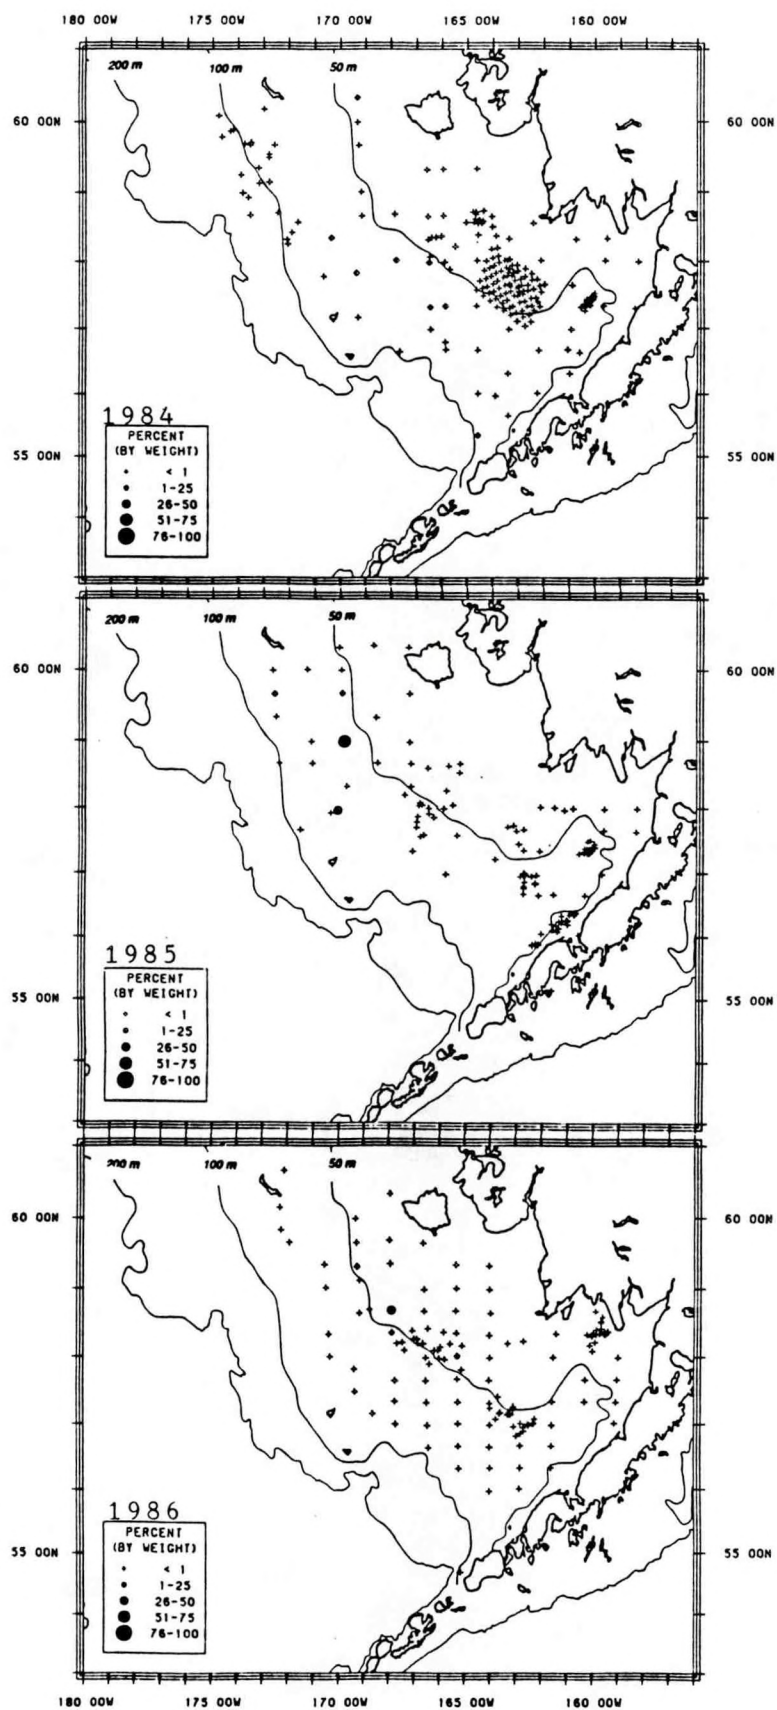 180 00W 175 00W 170 00W 165 00W 160 00W
200 m 100 m 50 m
60 00N 60 00N
1984
PERCENT
(BY WEIGHT)
< 1
1-25
26-50
51-75
76-100
55 00N 55 00N
200 m 100 m 50 m
60 00N 60 00N
1985
PERCENT
(BY WEIGHT)
< 1
1-25
26-50
51-75
76-100
55 00N 55 00N
200 m 100 m 50 m
60 00N 60 00N
1986
PERCENT
(BY WEIGHT)
< 1
1-25
26-50
51-75
76-100
55 00N 55 00N
180 00W 175 00W 170 00W 165 00W 160 00W